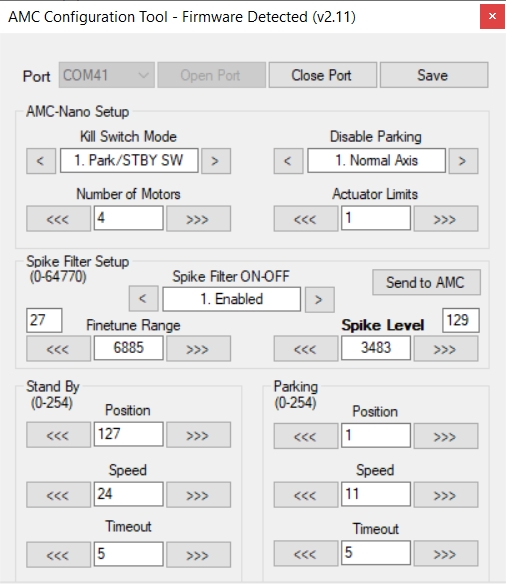 AMC Configuration Tool - Firmware Detected (v2.11)
Port COM41 Open Port Close Port Save
AMC-Nano Setup
Kill Switch Mode Disable Parking
< 1. Park/STBY SW > < 1. Normal Axis >
Number of Motors Actuator Limits
<<< 4 >>> <<< 1 >>>
Spike Filter Setup
(0-64770) Spike Filter ON-OFF Send to AMC
< 1. Enabled >
27 Finetune Range Spike Level 129
<<< 6885 >>> <<< 3483 >>>
Stand By Parking
(0-254) (0-254)
Position Position
<<< 127 >>> <<< 1 >>>
Speed Speed
<<< 24 >>> <<< 11 >>>
Timeout Timeout
<<< 5 >>> <<< 5 >>>